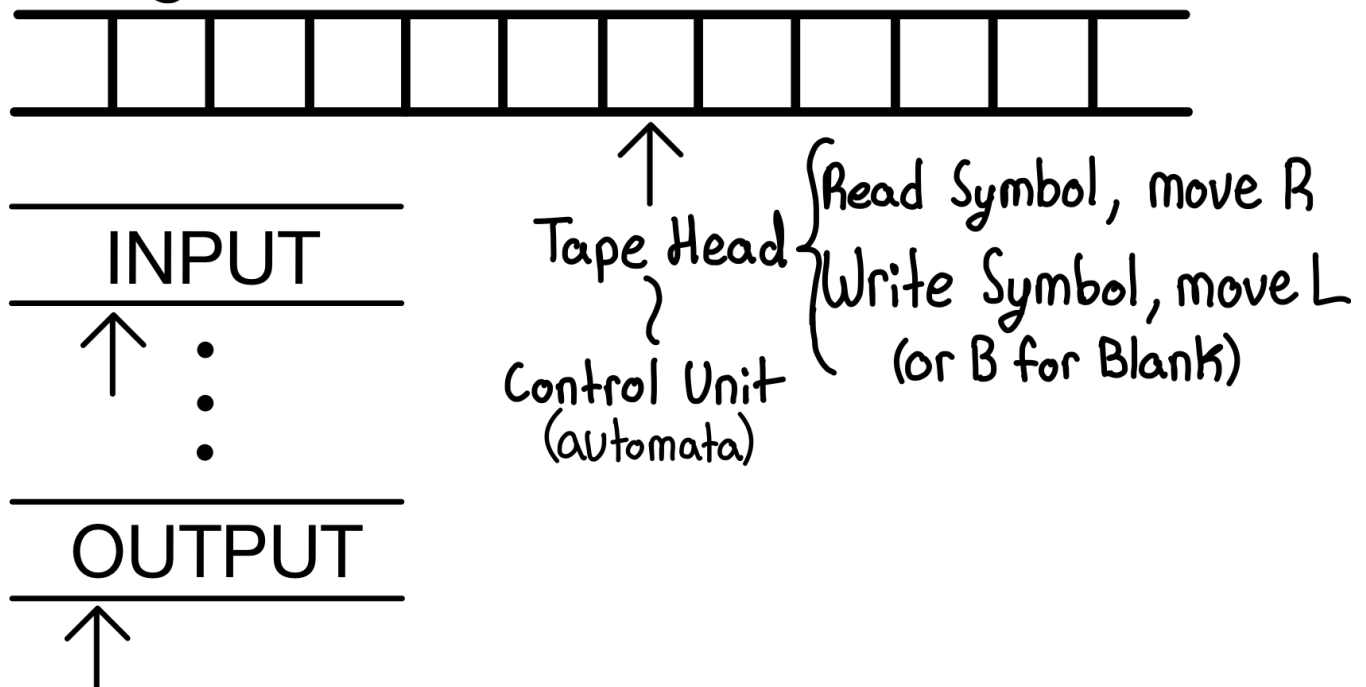 INPUT
OUTPUT
Tape Head
Control Unit
(automata)
Read Symbol, move R
Write Symbol, move L
(or B for Blank)